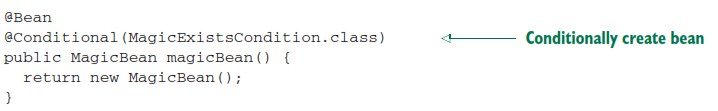 @Bean
@Conditional(MagicExistsCondition.class)
Conditionally create bean
public MagicBean magicBean() {
  return new MagicBean();
}